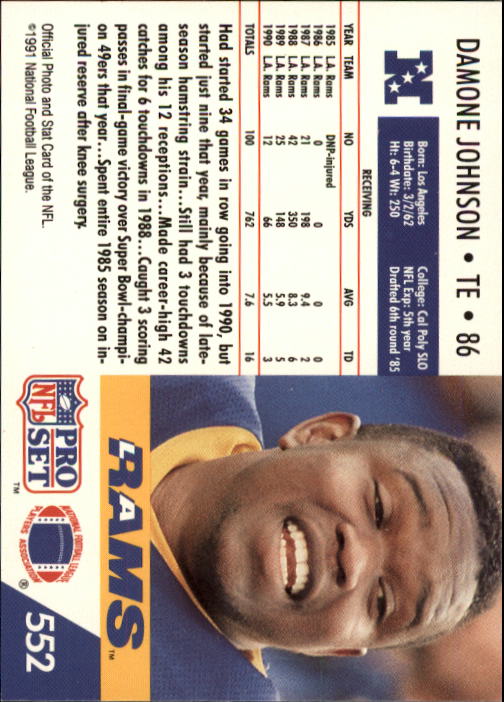 DAMONE JOHNSON • TE • 86
N
Born: Los Angeles
Birthdate: 3/2/62
Ht: 6-4 Wt: 250
College: Cal Poly SLO
NFL Exp: 5th year
Drafted 6th round '85
RECEIVING
YEAR TEAM NO YDS AVG TD
1985 L.A. Rams DNP-injured
1986 L.A. Rams 0 0 0 0
1987 L.A. Rams 21 198 9.4 2
1988 L.A. Rams 42 350 8.3 6
1989 L.A. Rams 25 148 5.9 5
1990 L.A. Rams 12 66 5.5 3
TOTALS 100 762 7.6 16
Had started 34 games in row going into 1990, but
started just nine that year, mainly because of late-
season hamstring strain...Still had 3 touchdowns
among his 12 receptions...Made career-high 42
catches for 6 touchdowns in 1988...Caught 3 scoring
passes in final-game victory over Super Bowl-champi-
on 49ers that year...Spent entire 1985 season on in-
jured reserve after knee surgery.
Official Photo and Stat Card of the NFL.
©1991 National Football League.
RAMS™
NFL
PRO
SET
™
NATIONAL FOOTBALL LEAGUE
PLAYERS ASSOCIATION
®
552